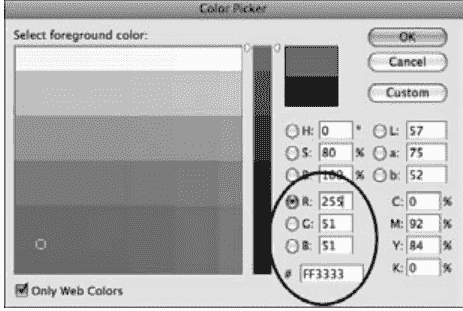 Color Picker
Select foreground color:
OK
Cancel
Custom
H: 0 °
L: 57
S: 80 %
a: 75
B: 100 %
b: 52
R: 255
C: 0 %
G: 51
M: 92 %
B: 51
Y: 84 %
# FF3333
K: 0 %
Only Web Colors